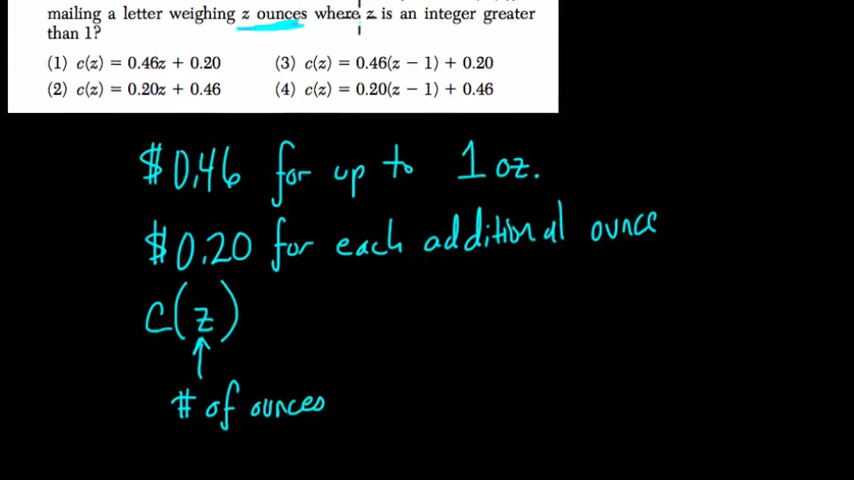 mailing a letter weighing z ounces where z is an integer greater
than 1?
(1) c(z) = 0.46z + 0.20 (3) c(z) = 0.46(z − 1) + 0.20
(2) c(z) = 0.20z + 0.46 (4) c(z) = 0.20(z − 1) + 0.46
$0.46 for up to 1 oz.
$0.20 for each additional ounce
c(z)
# of ounces